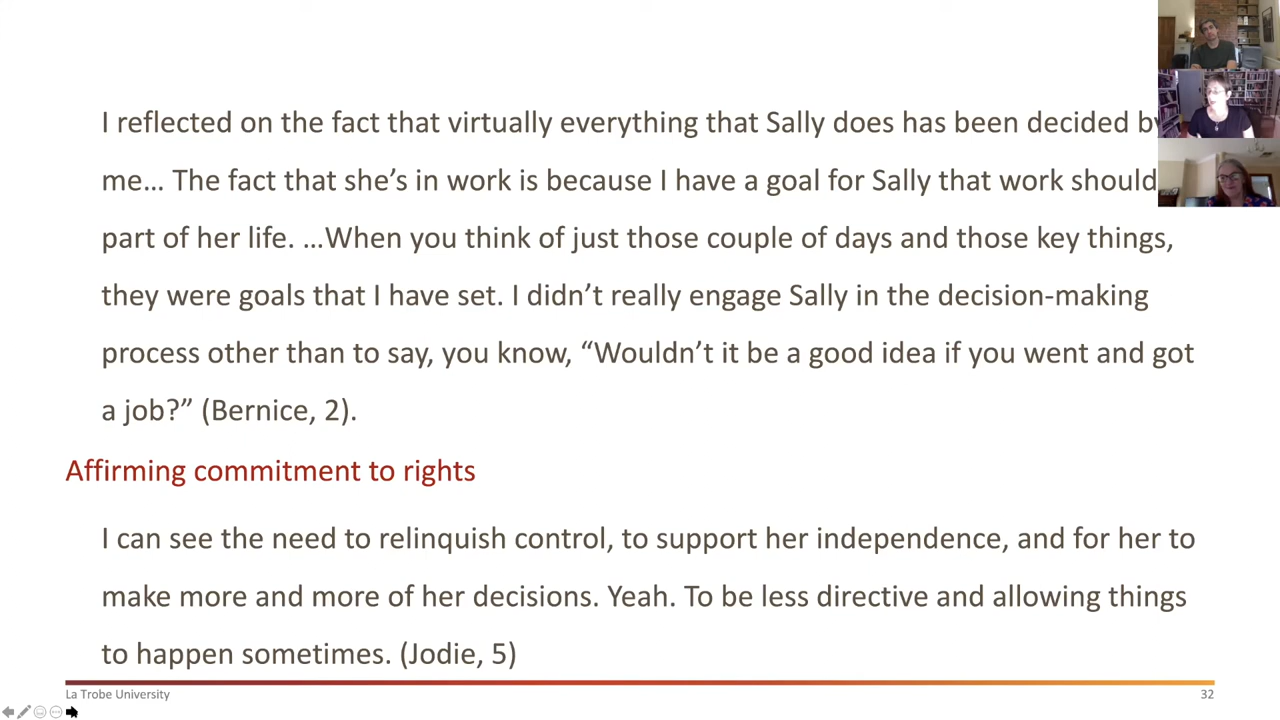 I reflected on the fact that virtually everything that Sally does has been decided
me… The fact that she’s in work is because I have a goal for Sally that work should
part of her life. …When you think of just those couple of days and those key things,
they were goals that I have set. I didn’t really engage Sally in the decision-making
process other than to say, you know, “Wouldn’t it be a good idea if you went and got
a job?” (Bernice, 2).
Affirming commitment to rights
I can see the need to relinquish control, to support her independence, and for her to
make more and more of her decisions. Yeah. To be less directive and allowing things
to happen sometimes. (Jodie, 5)
La Trobe University
32